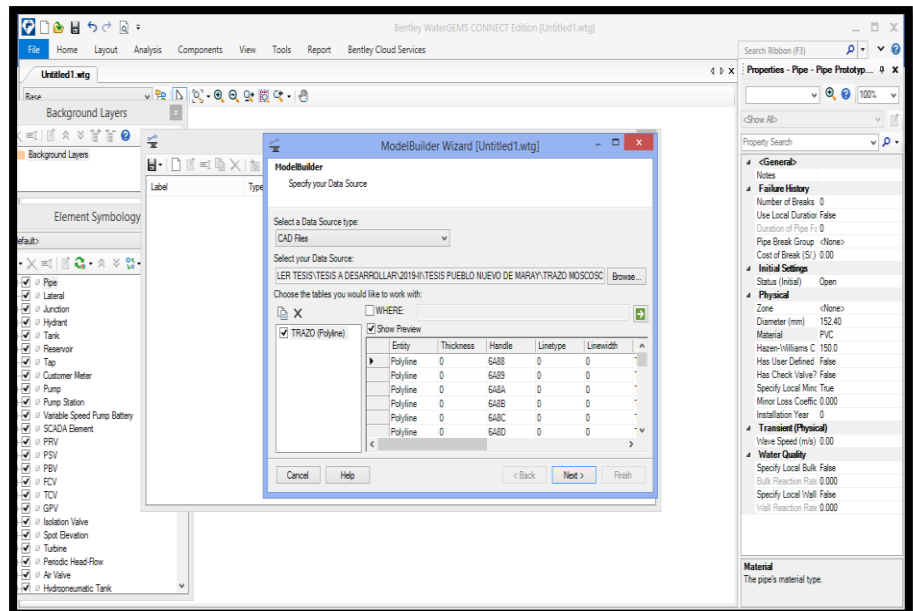 Bentley WaterGEMS CONNECT Edition [Untitled1.wtg]
File Home Layout Analysis Components View Tools Report Bentley Cloud Services
Search Ribbon (F3)
Untitled1.wtg
Base
Background Layers
Background Layers
Element Symbology
efault>
Pipe
Lateral
Junction
Hydrant
Tank
Reservoir
Tap
Customer Meter
Pump
Pump Station
Variable Speed Pump Battery
SCADA Element
PRV
PSV
PBV
FCV
TCV
GPV
Isolation Valve
Spot Elevation
Turbine
Periodic Head-Flow
Air Valve
Hydropneumatic Tank
Label Type
ModelBuilder Wizard [Untitled1.wtg]
ModelBuilder
Specify your Data Source
Select a Data Source type:
CAD Files
Select your Data Source:
LER TESIS\TESIS A DESARROLLAR\2019-II\TESIS PUEBLO NUEVO DE MARAY\TRAZO MOSCOSC Browse...
Choose the tables you would like to work with:
WHERE:
TRAZO (Polyline)
Show Preview
Entity Thickness Handle Linetype Linewidth
Polyline 0 6A88 0 0
Polyline 0 6A89 0 0
Polyline 0 6A8A 0 0
Polyline 0 6A8B 0 0
Polyline 0 6A8C 0 0
Polyline 0 6A8D 0 0
Cancel Help < Back Next > Finish
Properties - Pipe - Pipe Prototyp...
100%
<Show All>
Property Search
<General>
Notes
Failure History
Number of Breaks 0
Use Local Duration False
Duration of Pipe Fa 0
Pipe Break Group <None>
Cost of Break (S/.) 0.00
Initial Settings
Status (Initial) Open
Physical
Zone <None>
Diameter (mm) 152.40
Material PVC
Hazen-Williams C 150.0
Has User Defined False
Has Check Valve? False
Specify Local Minc True
Minor Loss Coeffic 0.000
Installation Year 0
Transient (Physical)
Wave Speed (m/s) 0.00
Water Quality
Specify Local Bulk False
Bulk Reaction Rate 0.000
Specify Local Wall False
Wall Reaction Rate 0.000
Material
The pipe's material type.